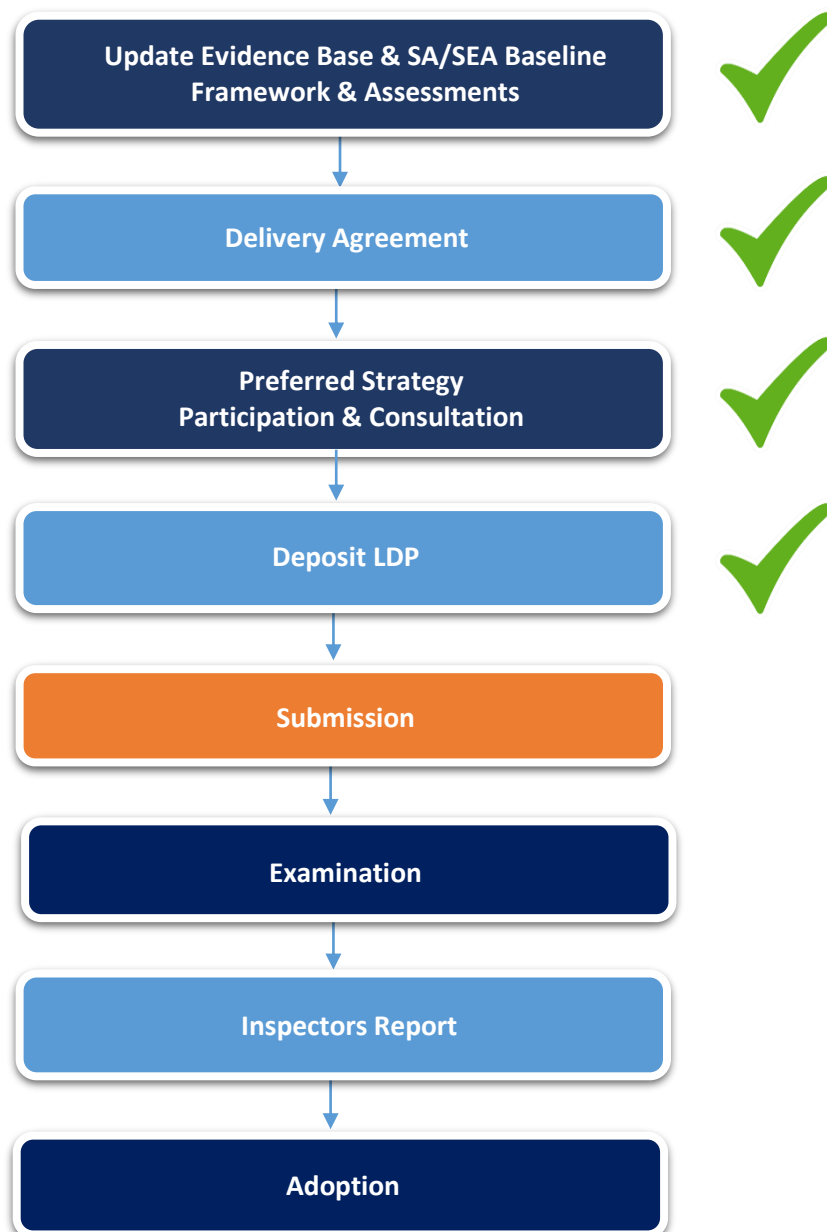 Update Evidence Base & SA/SEA Baseline
Framework & Assessments
Delivery Agreement
Preferred Strategy
Participation & Consultation
Deposit LDP
Submission
Examination
Inspectors Report
Adoption